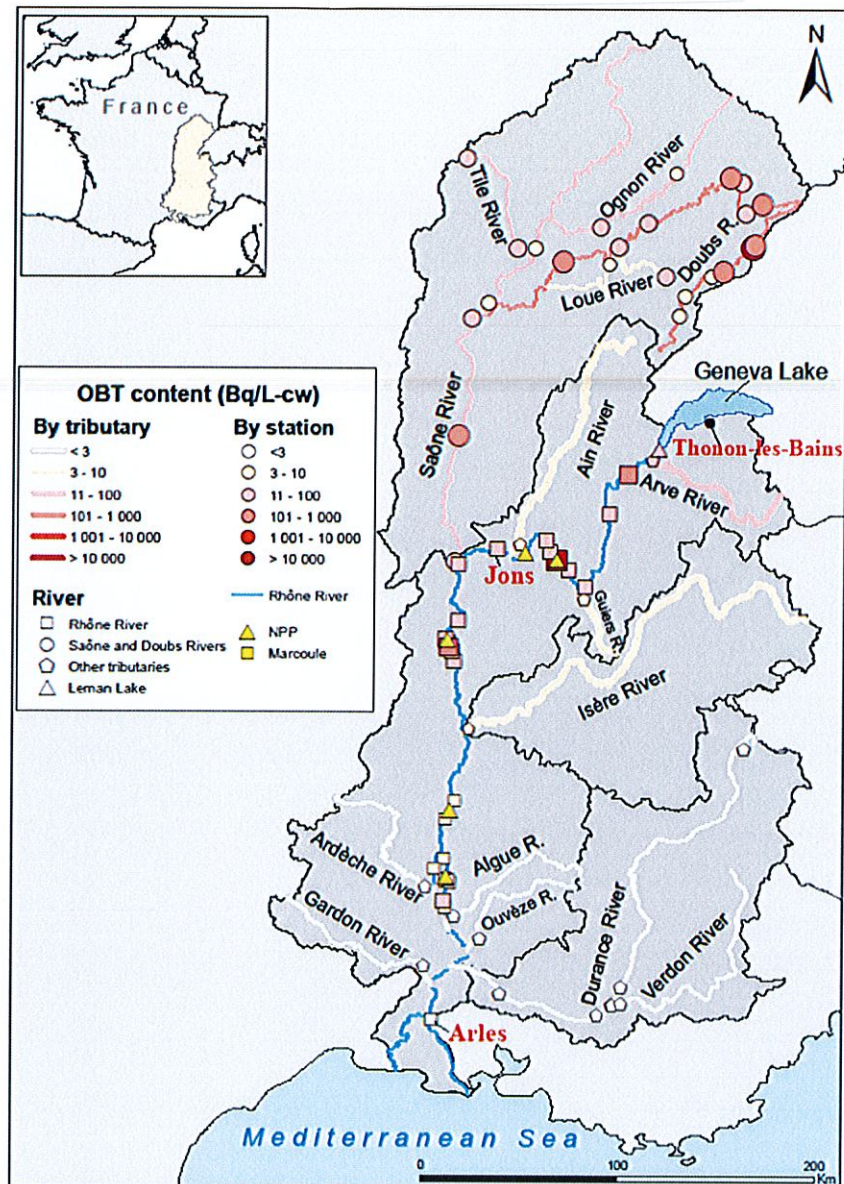 France
N
Tille River
Ognon River
Doubs R.
Loue River
Saône River
Ain River
Geneva Lake
Thonon-les-Bains
Arve River
Jons
Guiers R.
Isère River
OBT content (Bq/L-cw)
By tributary
By station
< 3
<3
3 - 10
3 - 10
11 - 100
11 - 100
101 - 1 000
101 - 1 000
1 001 - 10 000
1 001 - 10 000
> 10 000
> 10 000
River
Rhône River
Rhône River
Saône and Doubs Rivers
NPP
Other tributaries
Marcoule
Leman Lake
Ardèche River
Algue R.
Gardon River
Ouvèze R.
Durance River
Verdon River
Arles
Mediterranean Sea
0
100
200
Km